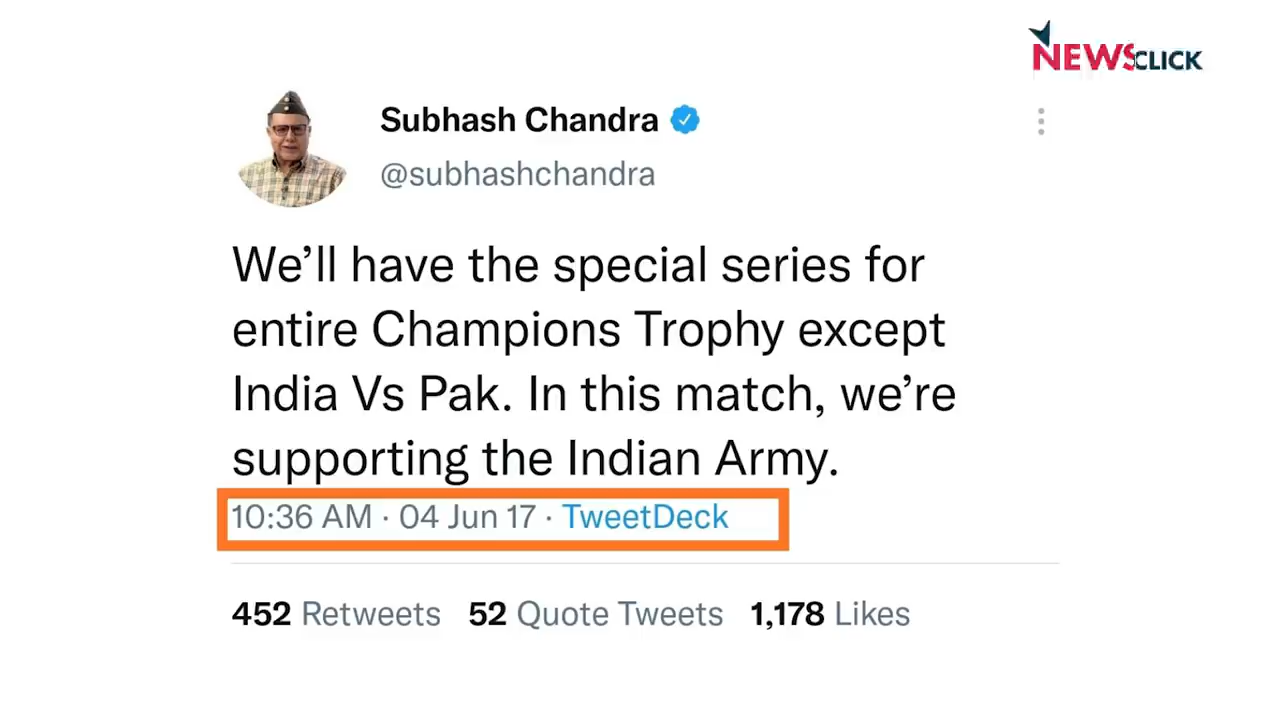 NEWSCLICK
Subhash Chandra
@subhashchandra
We’ll have the special series for
entire Champions Trophy except
India Vs Pak. In this match, we’re
supporting the Indian Army.
10:36 AM · 04 Jun 17 · TweetDeck
452 Retweets 52 Quote Tweets 1,178 Likes